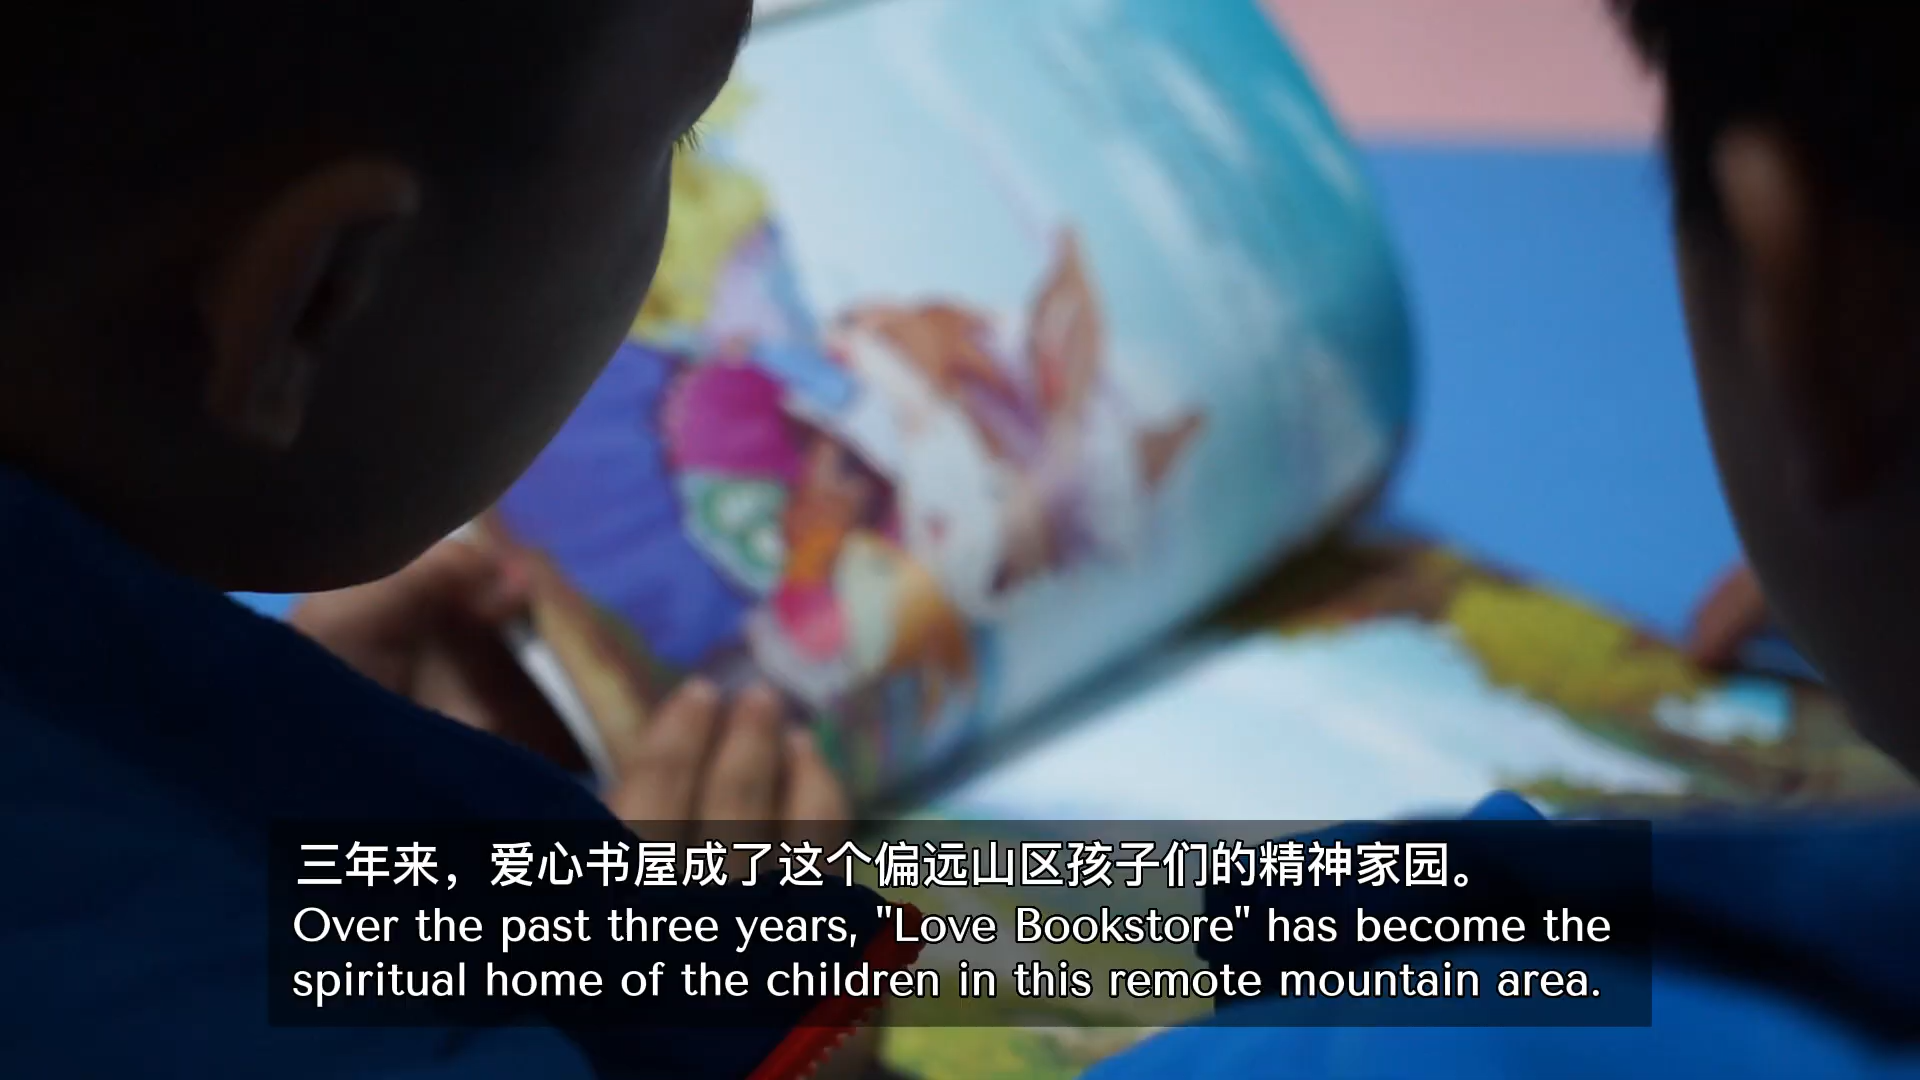 三年来，爱心书屋成了这个偏远山区孩子们的精神家园。
Over the past three years, "Love Bookstore" has become the
spiritual home of the children in this remote mountain area.